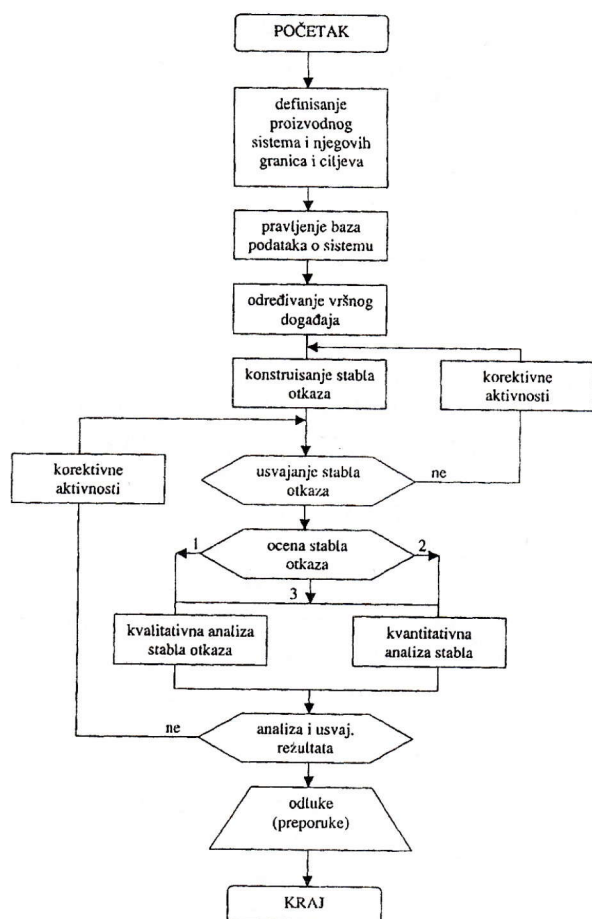 POČETAK
definisanje
proizvodnog
sistema i njegovih
granica i ciljeva
pravljenje baza
podataka o sistemu
određivanje vršnog
događaja
konstruisanje stabla
otkaza
korektivne
aktivnosti
korektivne
aktivnosti
usvajanje stabla
otkaza
ne
1
ocena stabla
otkaza
2
3
kvalitativna analiza
stabla otkaza
kvantitativna
analiza stabla
ne
analiza i usvaj.
rezultata
odluke
(preporuke)
KRAJ